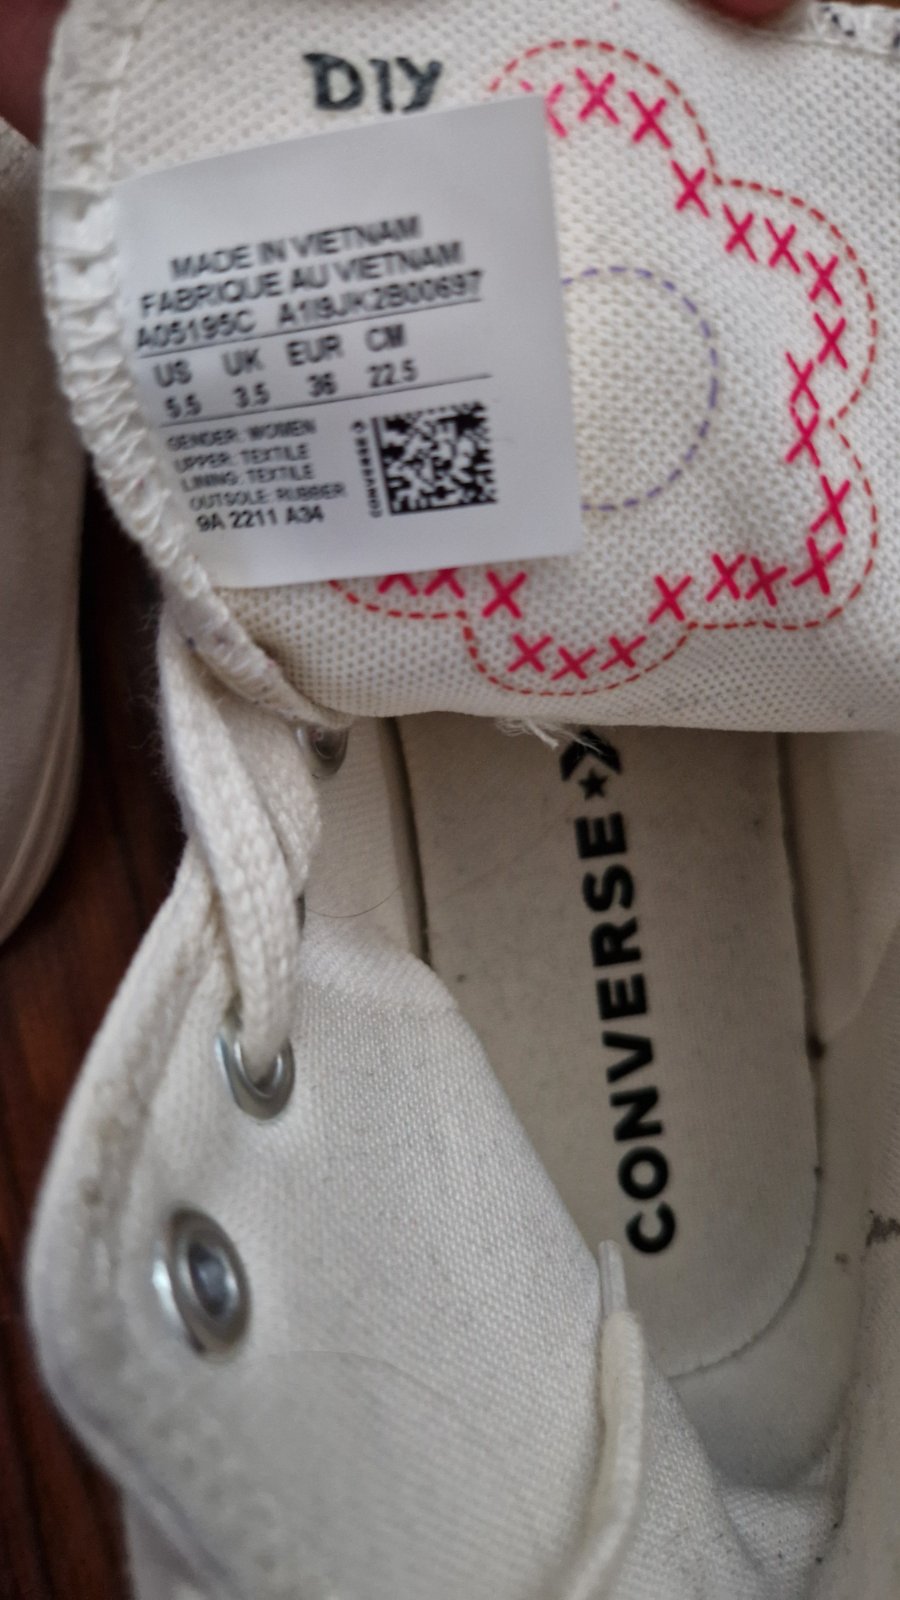 DIY
MADE IN VIETNAM
FABRIQUE AU VIETNAM
A05195C A1I9JK2B00697
US UK EUR CM
5.5 3.5 36 22.5
GENDER: WOMEN
UPPER: TEXTILE
LINING: TEXTILE
OUTSOLE: RUBBER
9A 2211 A34
CONVERSE
CONVERSE